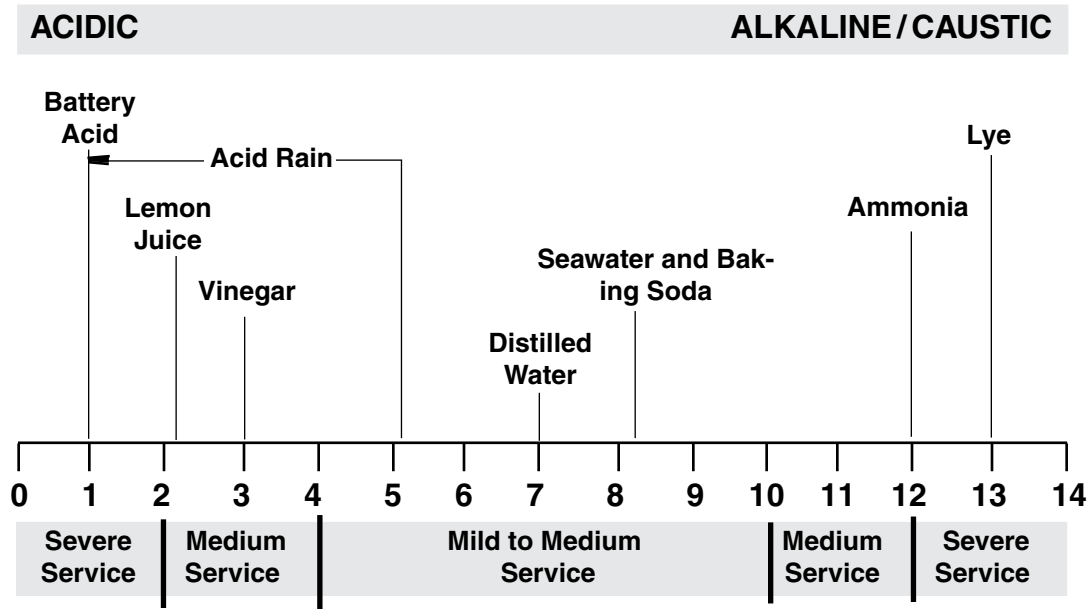 ACIDIC ALKALINE/CAUSTIC
Battery
Acid
Acid Rain
Lye
Lemon
Juice
Ammonia
Vinegar
Seawater and Bak-
ing Soda
Distilled
Water
0 1 2 3 4 5 6 7 8 9 10 11 12 13 14
Severe
Service
Medium
Service
Mild to Medium
Service
Medium
Service
Severe
Service